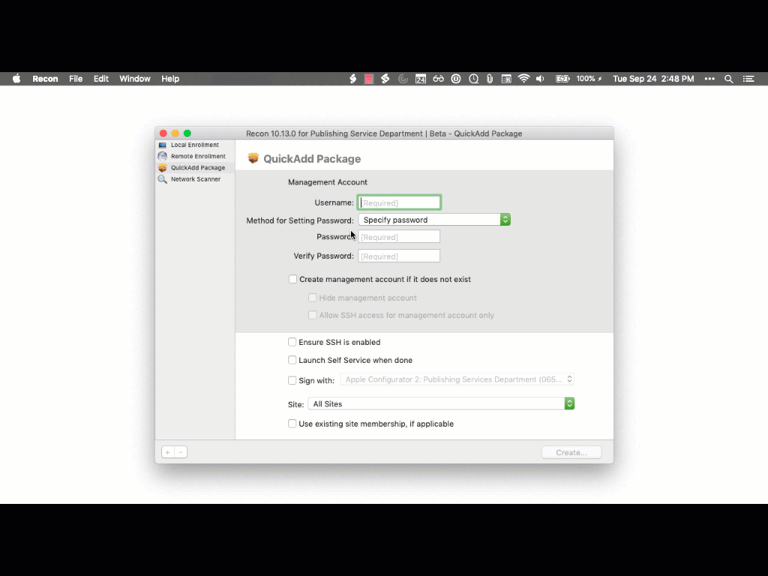 Recon File Edit Window Help 24 100% Tue Sep 24 2:48 PM
Recon 10.13.0 for Publishing Service Department | Beta - QuickAdd Package
Local Enrollment
Remote Enrollment
QuickAdd Package
Network Scanner
QuickAdd Package
Management Account
Username: [Required]
Method for Setting Password: Specify password
Password: [Required]
Verify Password: [Required]
Create management account if it does not exist
Hide management account
Allow SSH access for management account only
Ensure SSH is enabled
Launch Self Service when done
Sign with: Apple Configurator 2: Publishing Services Department (065...
Site: All Sites
Use existing site membership, if applicable
+ -
Create...